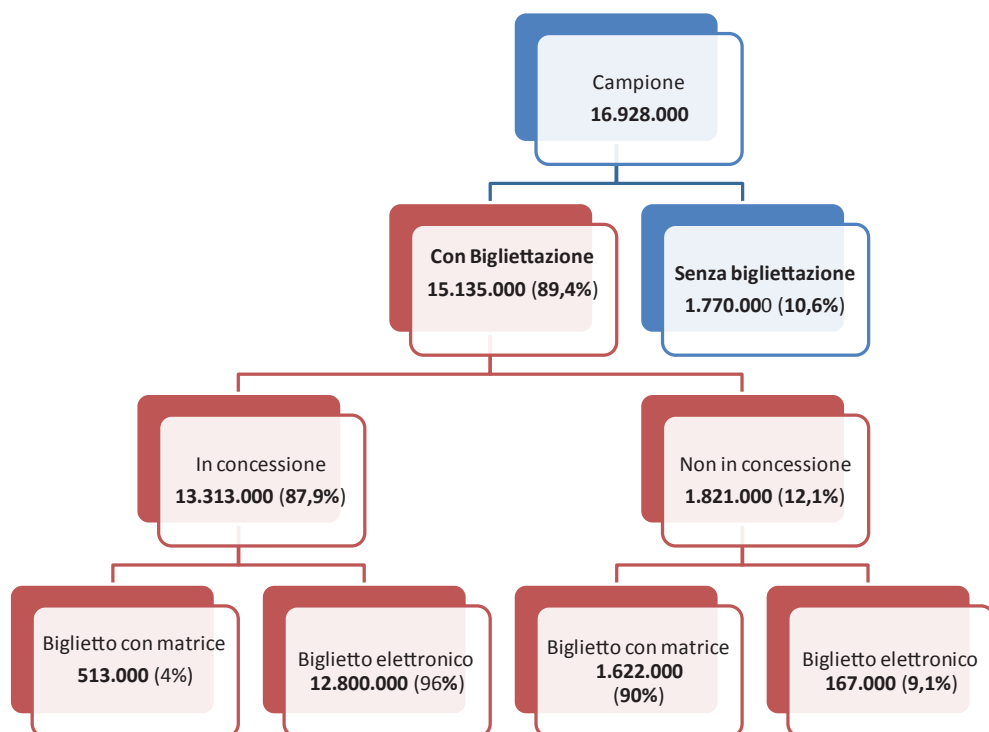 Campione
16.928.000
Con Bigliettazione
15.135.000 (89,4%)
Senza bigliettazione
1.770.000 (10,6%)
In concessione
13.313.000 (87,9%)
Non in concessione
1.821.000 (12,1%)
Biglietto con matrice
513.000 (4%)
Biglietto elettronico
12.800.000 (96%)
Biglietto con matrice
1.622.000
(90%)
Biglietto elettronico
167.000 (9,1%)